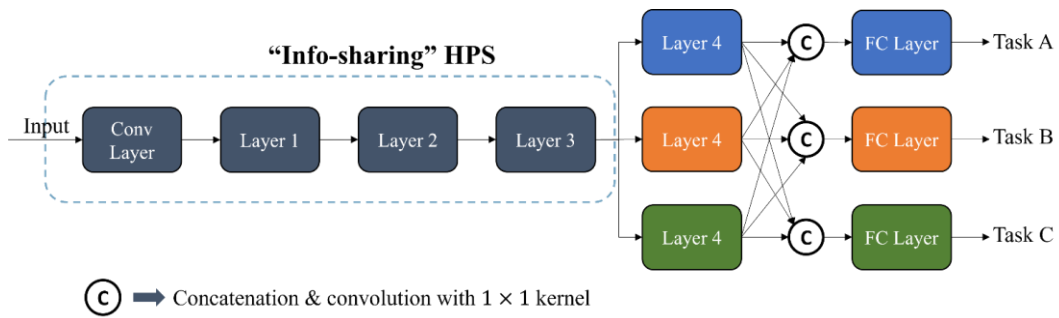 “Info-sharing” HPS
Input
Conv
Layer
Layer 1
Layer 2
Layer 3
Layer 4
C
FC Layer
Task A
Layer 4
C
FC Layer
Task B
Layer 4
C
FC Layer
Task C
C
Concatenation & convolution with 1 × 1 kernel